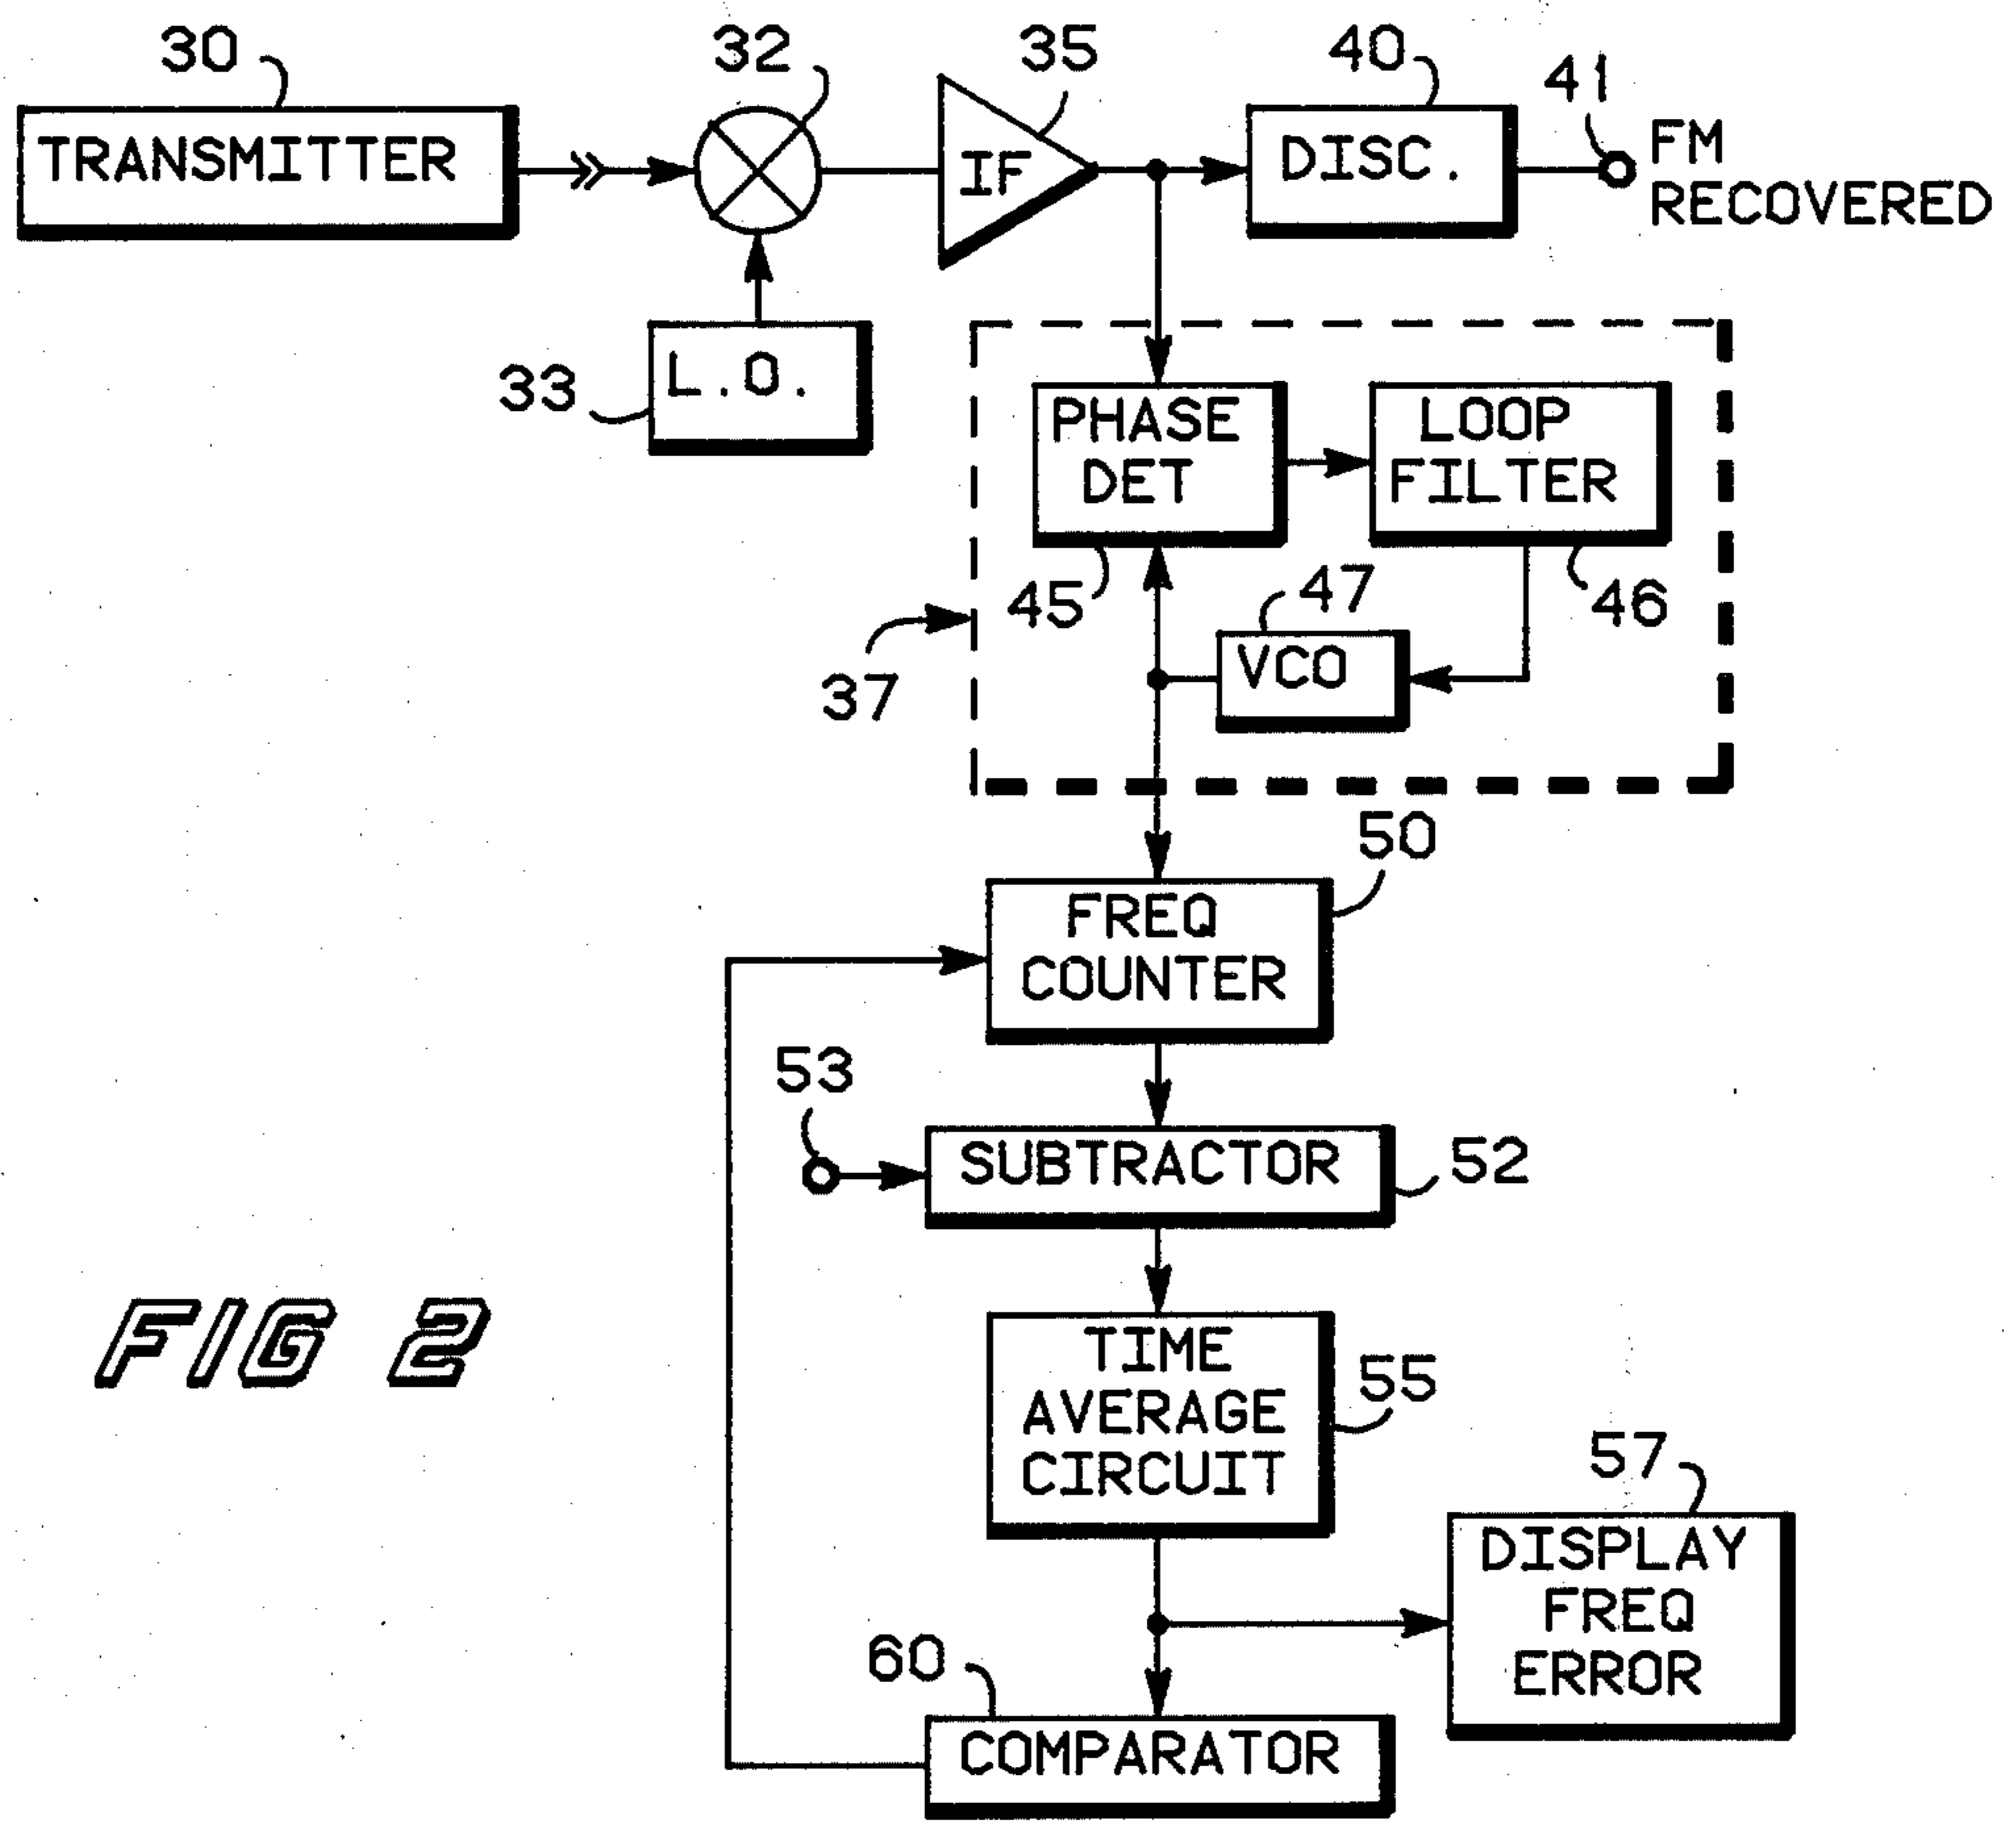 30
32
35
40
41
TRANSMITTER
IF
DISC.
FM
RECOVERED
33
L.O.
PHASE
DET
LOOP
FILTER
45
47
46
37
VCO
50
FREQ
COUNTER
53
SUBTRACTOR
52
TIME
AVERAGE
CIRCUIT
55
FIG 2
57
DISPLAY
FREQ
ERROR
60
COMPARATOR